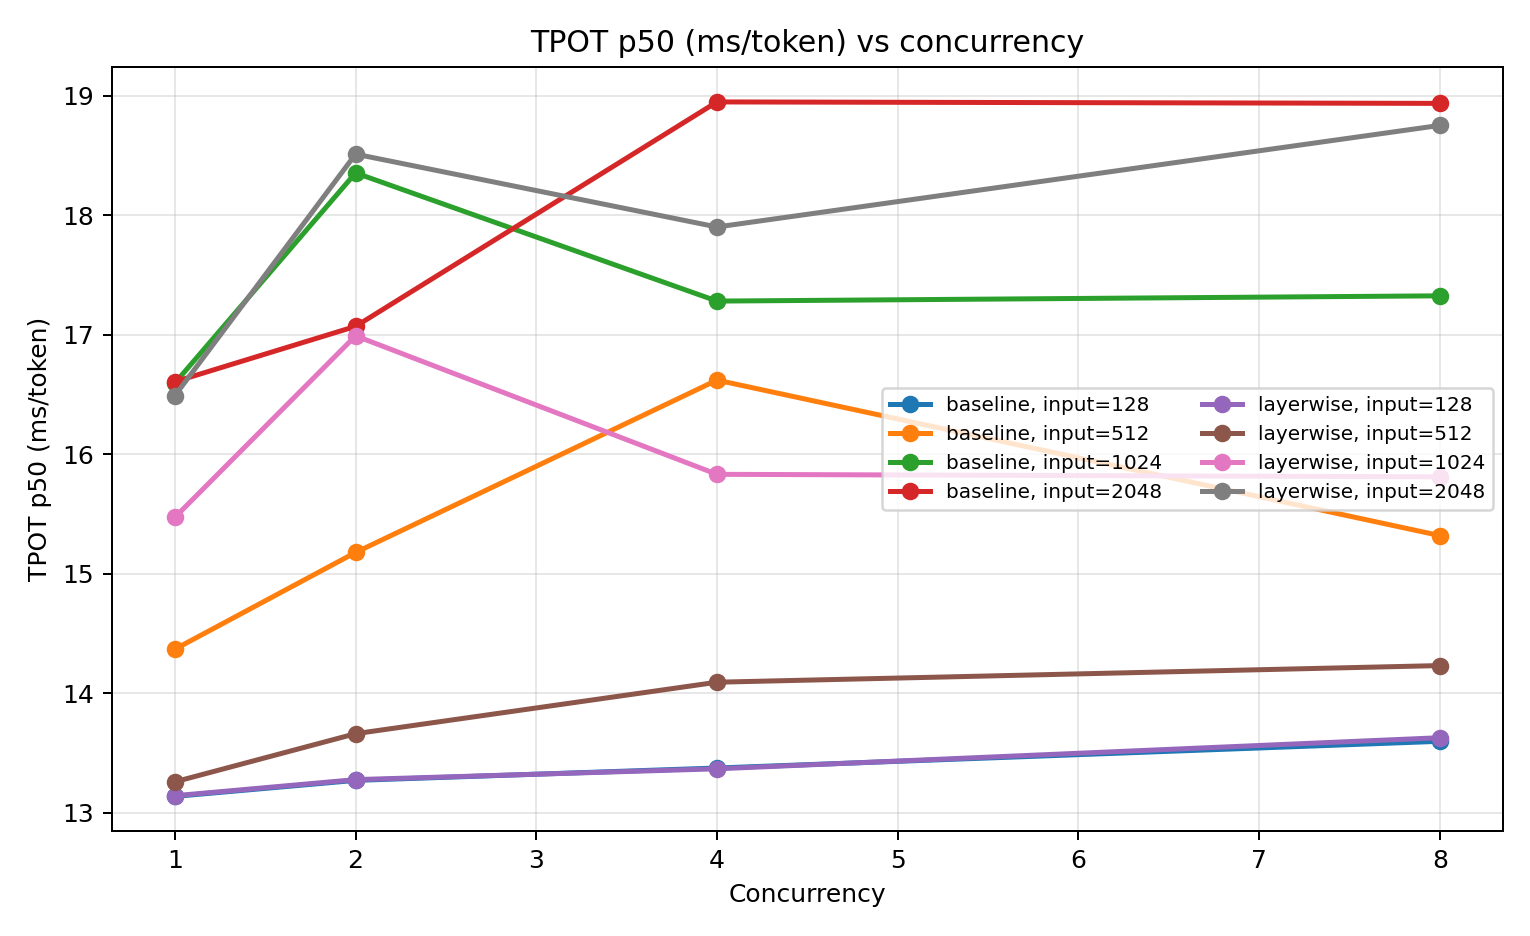 TPOT p50 (ms/token) vs concurrency
TPOT p50 (ms/token)
19
18
17
16
15
14
13
baseline, input=128
baseline, input=512
baseline, input=1024
baseline, input=2048
layerwise, input=128
layerwise, input=512
layerwise, input=1024
layerwise, input=2048
1 2 3 4 5 6 7 8
Concurrency